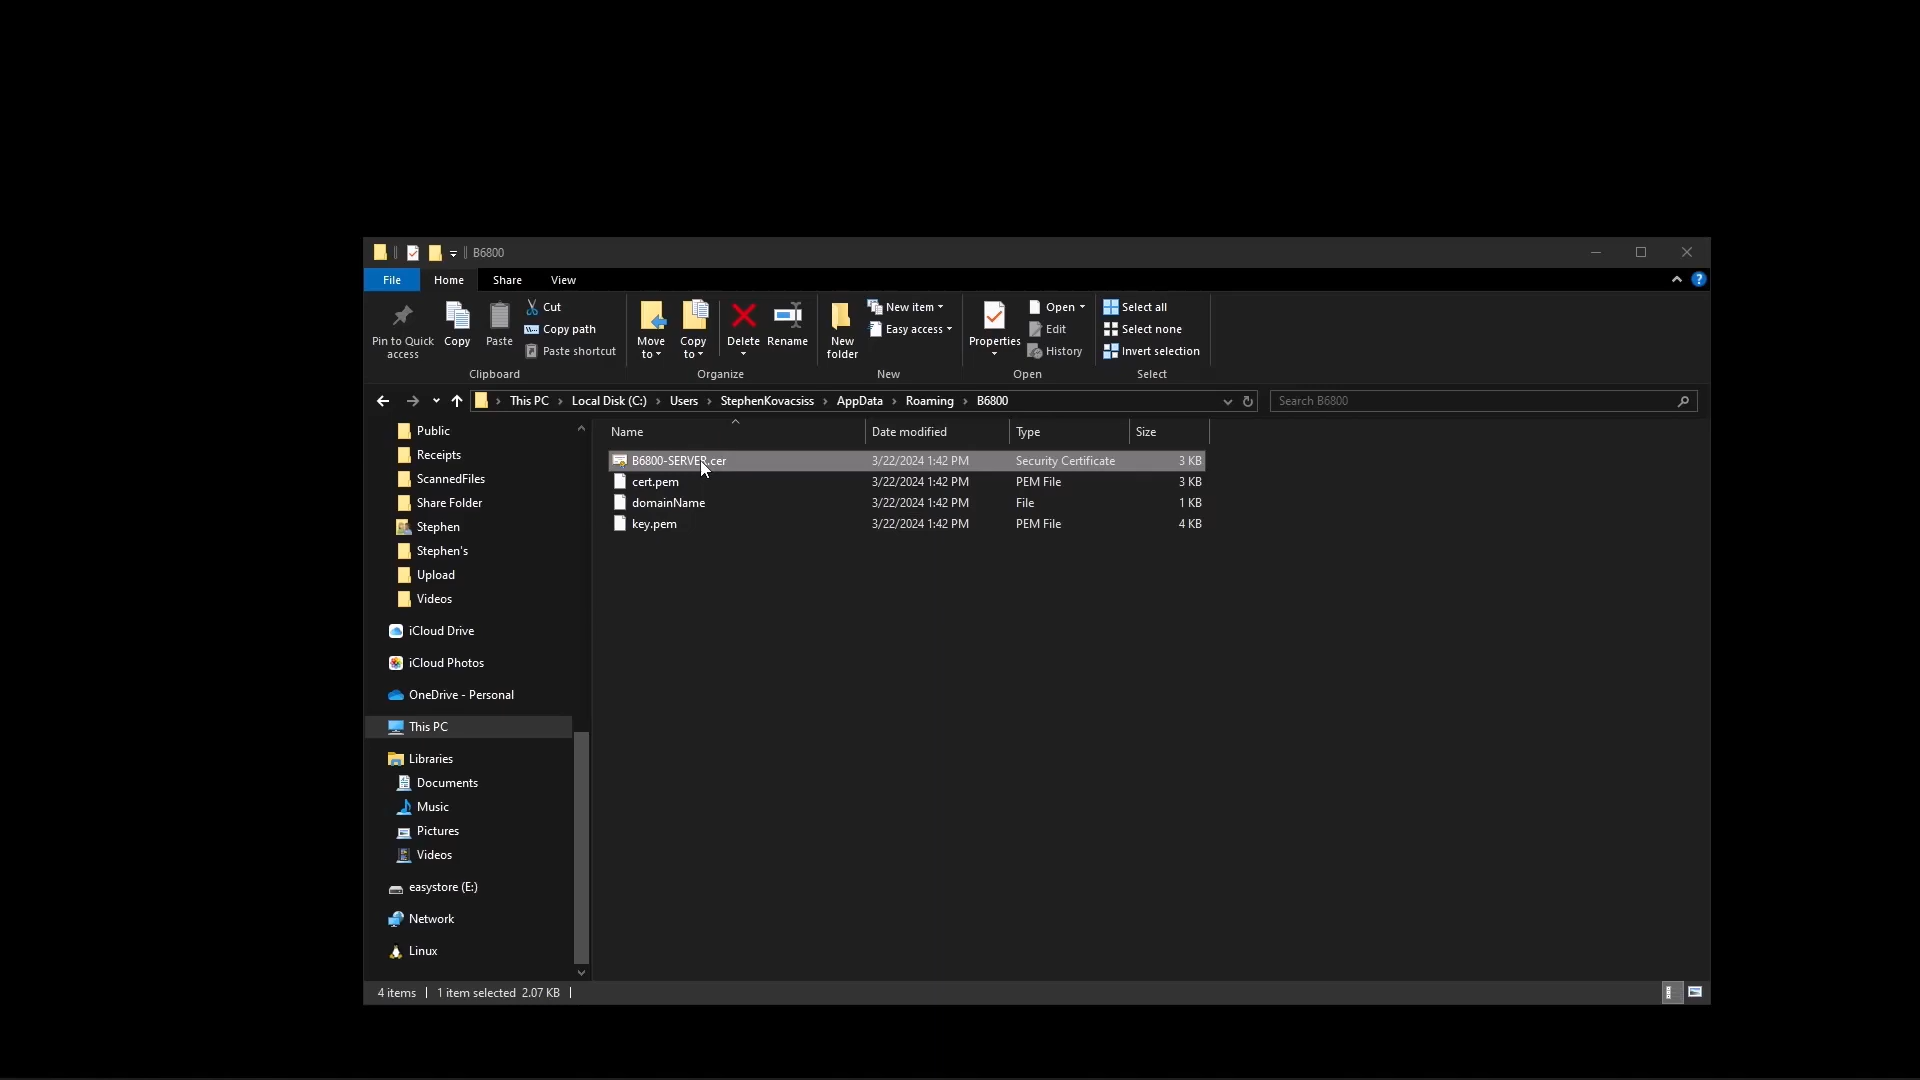 B6800
File Home Share View
Pin to Quick access
Copy
Paste
Cut
Copy path
Paste shortcut
Clipboard
Move to
Copy to
Delete
Rename
Organize
New folder
New item
Easy access
New
Properties
Open
Edit
History
Open
Select all
Select none
Invert selection
Select
This PC > Local Disk (C:) > Users > StephenKovacsiss > AppData > Roaming > B6800
Search B6800
Public
Receipts
ScannedFiles
Share Folder
Stephen
Stephen's
Upload
Videos
iCloud Drive
iCloud Photos
OneDrive - Personal
This PC
Libraries
Documents
Music
Pictures
Videos
easystore (E:)
Network
Linux
Name Date modified Type Size
B6800-SERVER.cer 3/22/2024 1:42 PM Security Certificate 3 KB
cert.pem 3/22/2024 1:42 PM PEM File 3 KB
domainName 3/22/2024 1:42 PM File 1 KB
key.pem 3/22/2024 1:42 PM PEM File 4 KB
4 items | 1 item selected 2.07 KB |